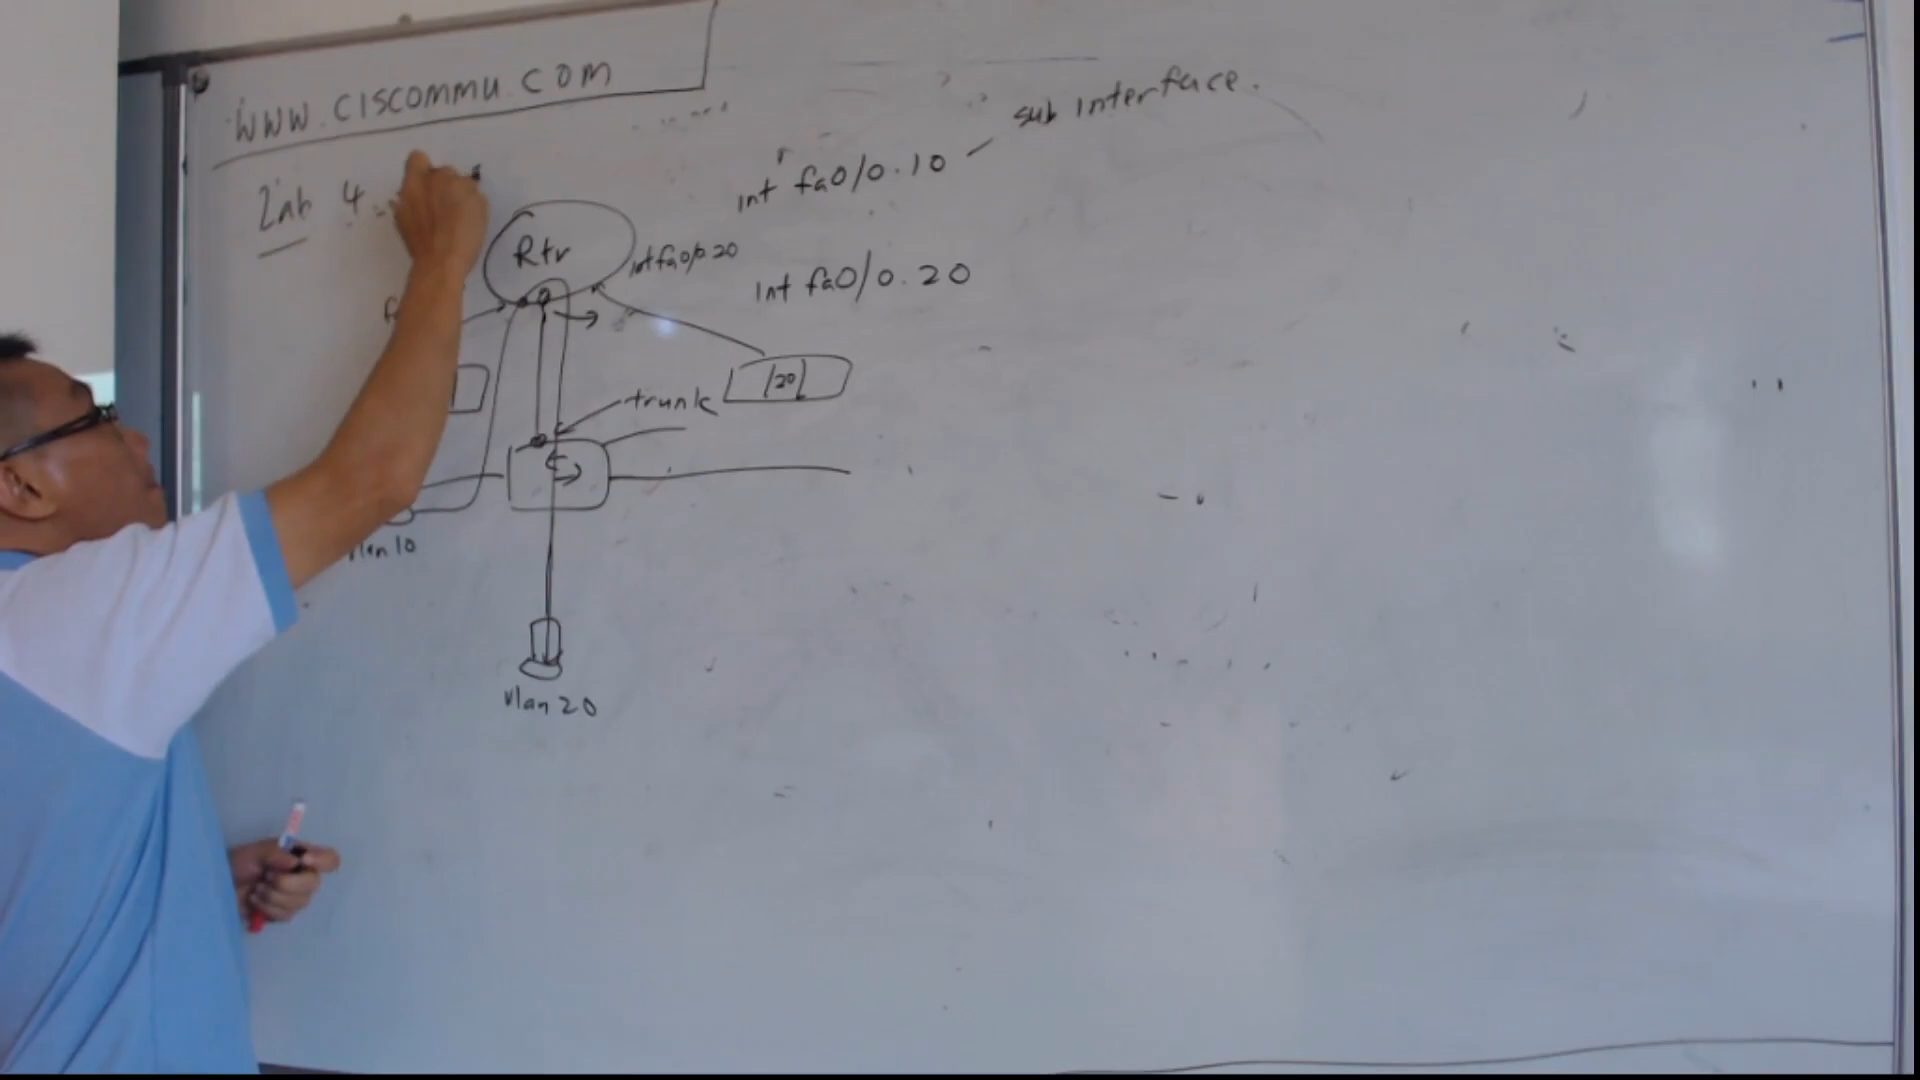 www.ciscommu.com
sub interface.
int fa0/0.10
4
Rtr
int fa0/0.20
int fa0/0.20
20
trunk
vlan 10
vlan 20